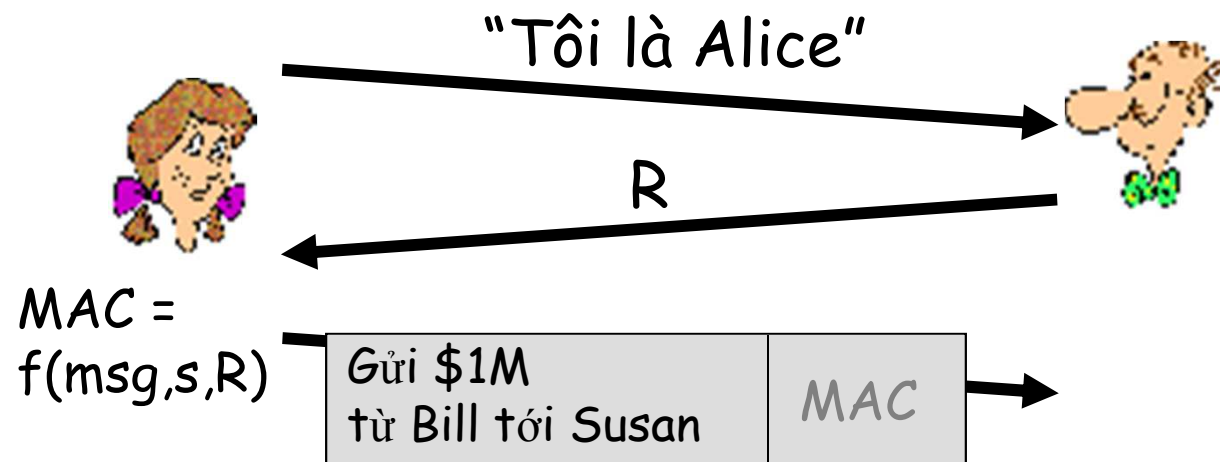 “Tôi là Alice”
R
MAC =
f(msg,s,R)
Gửi $1M
từ Bill tới Susan
MAC